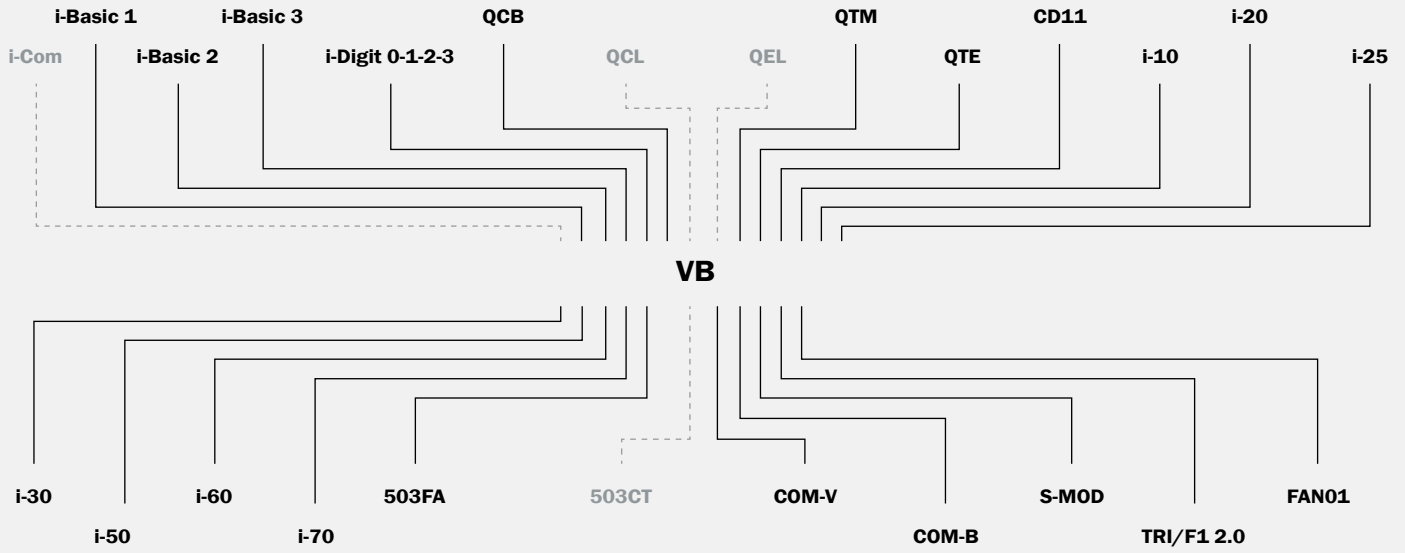 i-Basic 1 i-Basic 3 QCB QTM CD11 i-20
i-Com i-Basic 2 i-Digit 0-1-2-3 QCL QEL QTE i-10 i-25
VB
i-30 i-60 503FA 503CT COM-V S-MOD FAN01
i-50 i-70 COM-B TRI/F1 2.0